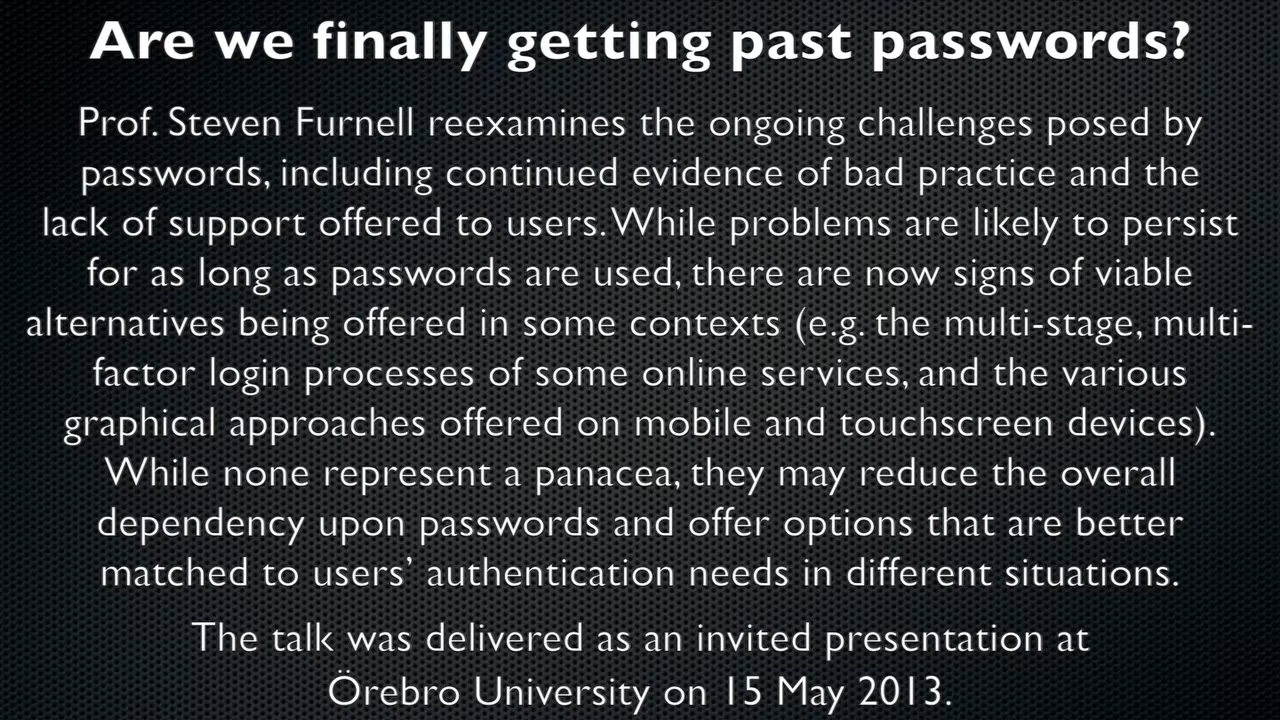 Are we finally getting past passwords?
Prof. Steven Furnell reexamines the ongoing challenges posed by
passwords, including continued evidence of bad practice and the
lack of support offered to users. While problems are likely to persist
for as long as passwords are used, there are now signs of viable
alternatives being offered in some contexts (e.g. the multi-stage, multi-
factor login processes of some online services, and the various
graphical approaches offered on mobile and touchscreen devices).
While none represent a panacea, they may reduce the overall
dependency upon passwords and offer options that are better
matched to users’ authentication needs in different situations.
The talk was delivered as an invited presentation at
Örebro University on 15 May 2013.